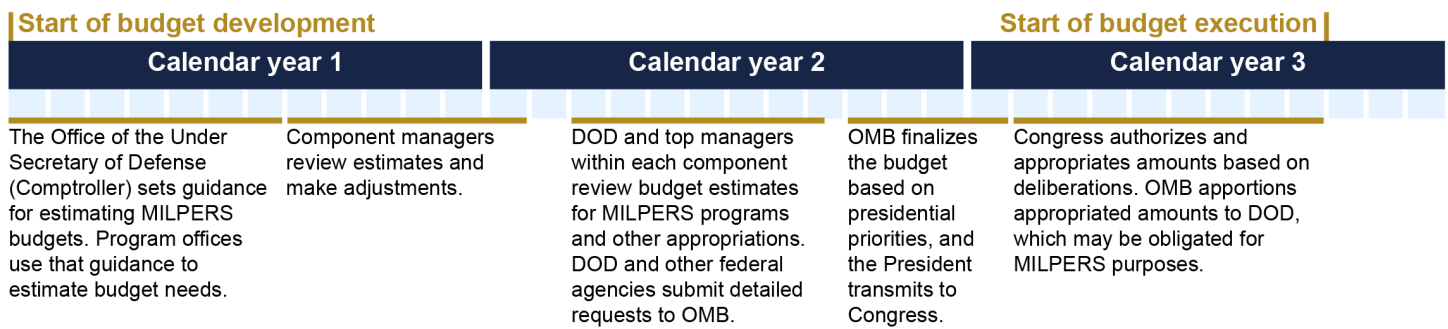 Start of budget development
Start of budget execution
Calendar year 1
Calendar year 2
Calendar year 3
The Office of the Under
Secretary of Defense
(Comptroller) sets guidance
for estimating MILPERS
budgets. Program offices
use that guidance to
estimate budget needs.
Component managers
review estimates and
make adjustments.
DOD and top managers
within each component
review budget estimates
for MILPERS programs
and other appropriations.
DOD and other federal
agencies submit detailed
requests to OMB.
OMB finalizes
the budget
based on
presidential
priorities, and
the President
transmits to
Congress.
Congress authorizes and
appropriates amounts based on
deliberations. OMB apportions
appropriated amounts to DOD,
which may be obligated for
MILPERS purposes.